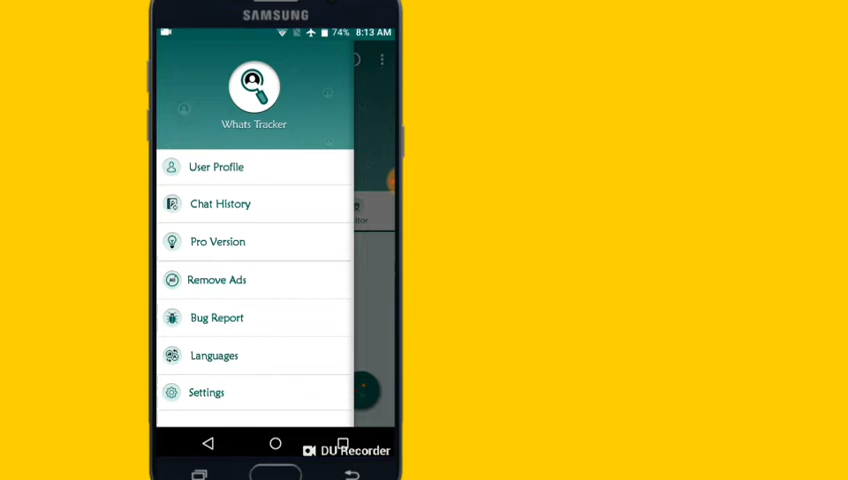 SAMSUNG
74% 8:13 AM
Whats Tracker
User Profile
Chat History
Pro Version
Remove Ads
Bug Report
Languages
Settings
DU Recorder